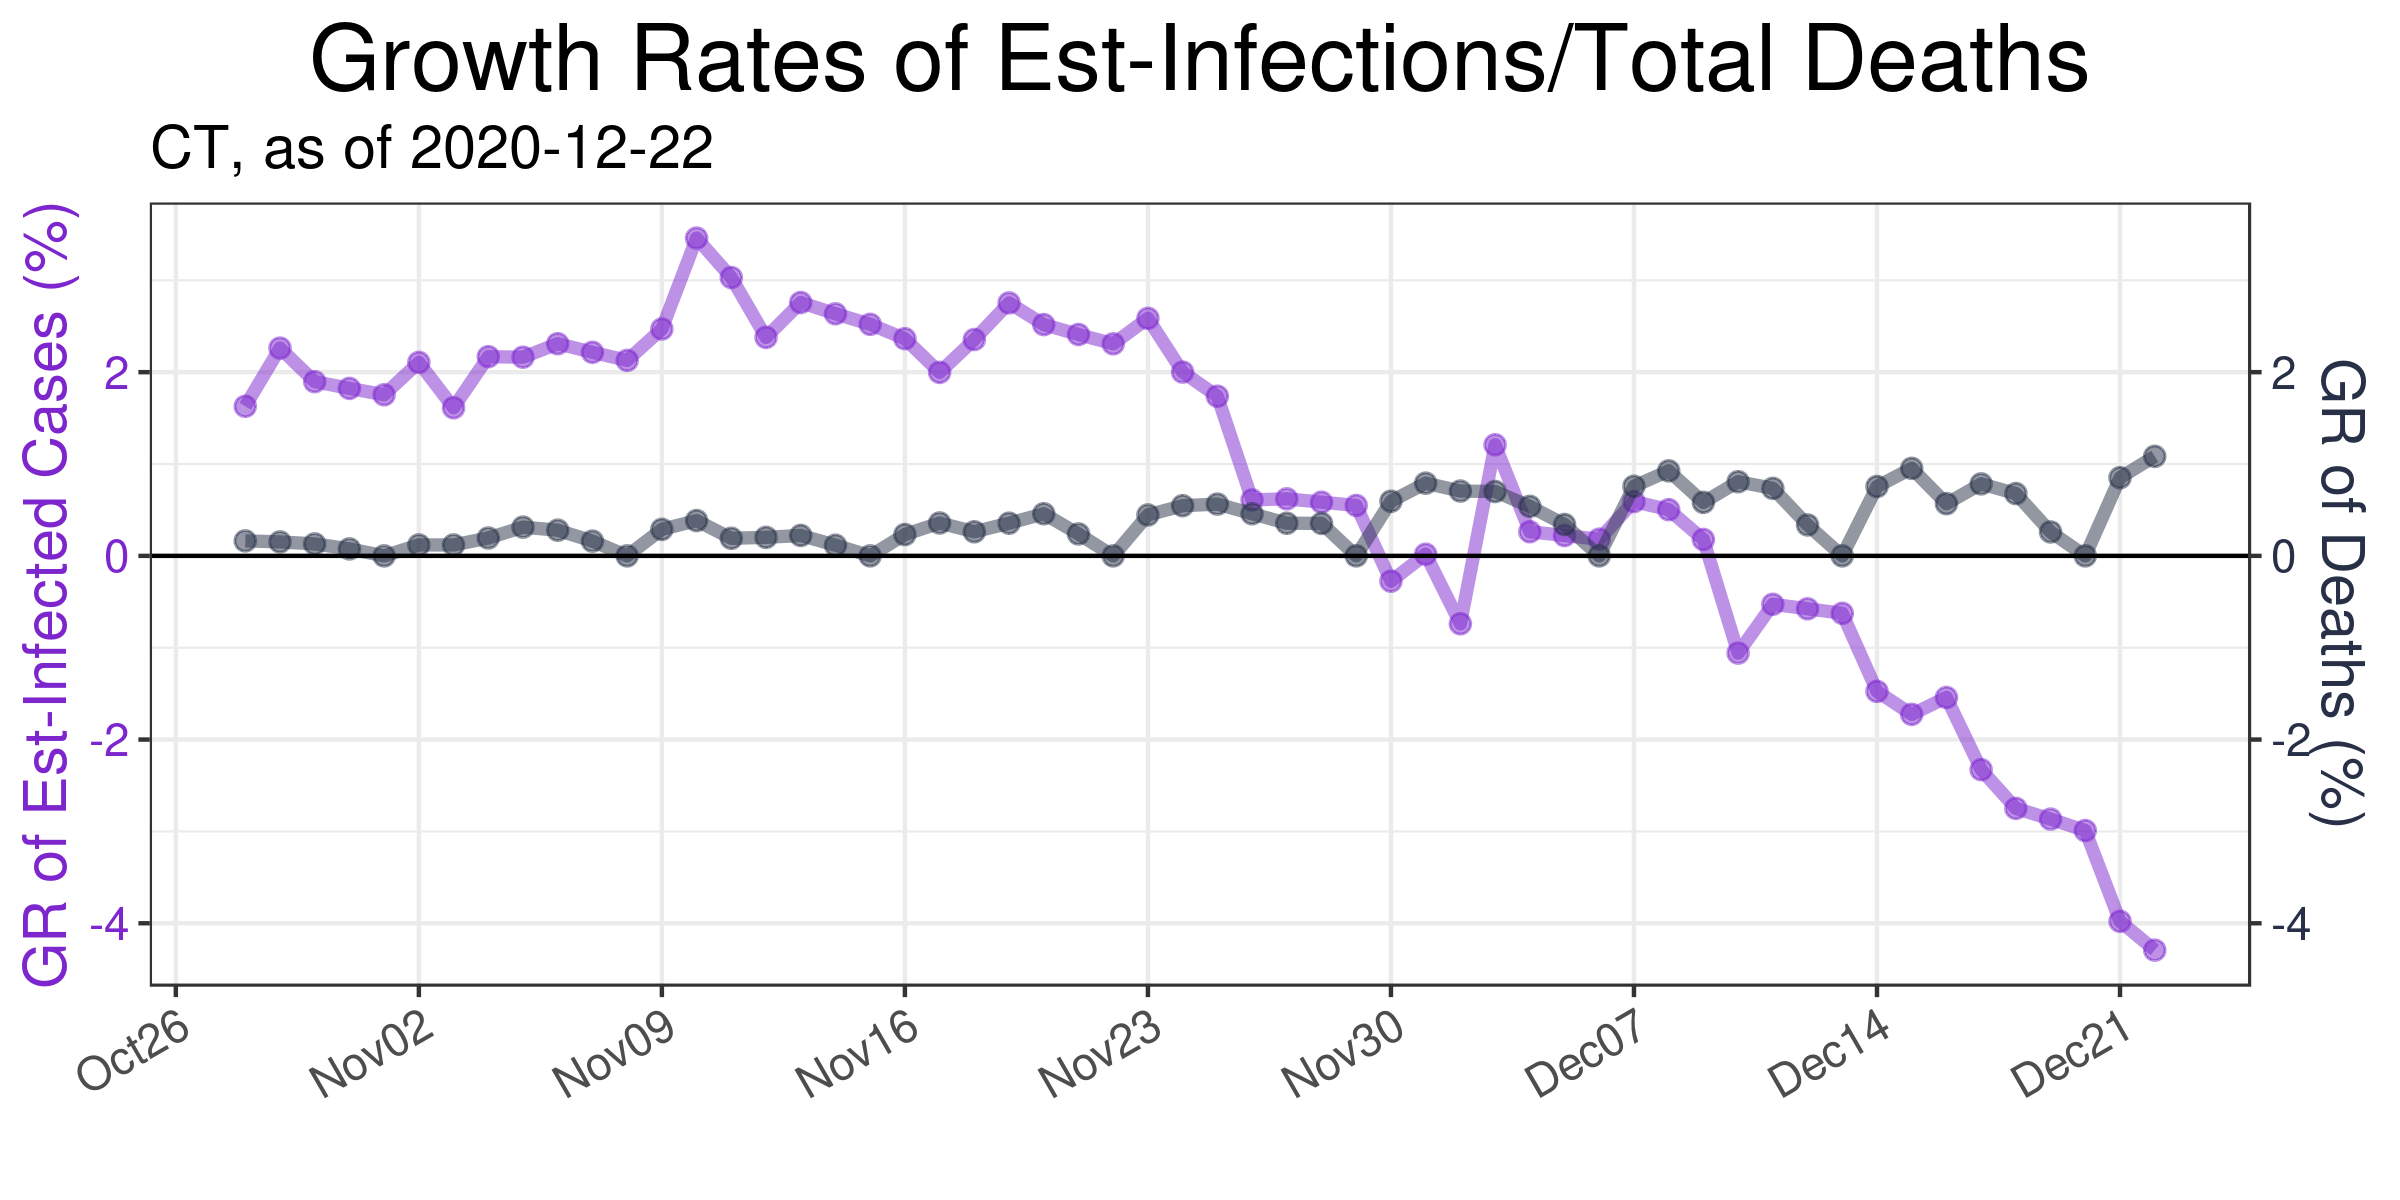 Growth Rates of Est-Infections/Total Deaths
CT, as of 2020-12-22
GR of Est-Infected Cases (%)
2
0
-2
-4
2
0
-2
-4
GR of Deaths (%)
Oct26
Nov02
Nov09
Nov16
Nov23
Nov30
Dec07
Dec14
Dec21